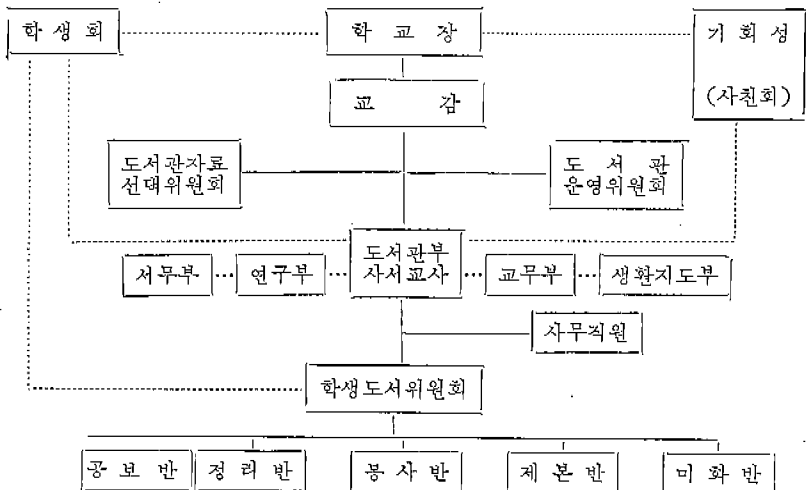 학 생 회
학 교 장
기 회 성
(사친회)
교 감
도서관자료
선택위원회
도 서 관
운영위원회
도서관부
사서교사
서무부
연구부
교무부
생활지도부
사무직원
학생도서위원회
공 보 반
정 리 반
봉 사 반
제 본 반
미 화 반